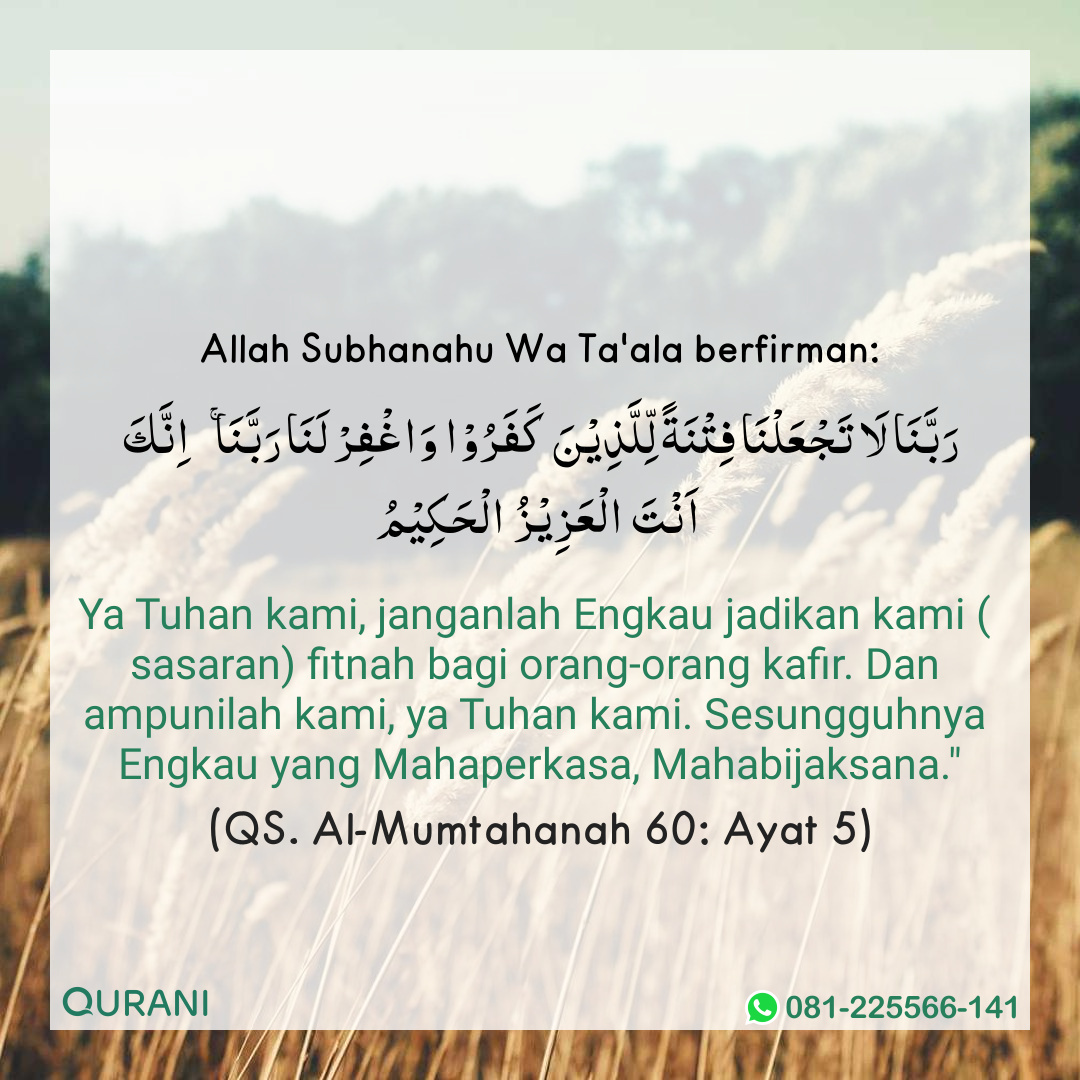 Allah Subhanahu Wa Ta'ala berfirman:
رَبَّنَا لَا تَجْعَلْنَا فِتْنَةً لِّلَّذِيْنَ كَفَرُوْا وَا غْفِرْ لَنَا رَبَّنَا ۚ اِنَّكَ
اَنْتَ الْعَزِيْزُ الْحَكِيْمُ
Ya Tuhan kami, janganlah Engkau jadikan kami (
sasaran) fitnah bagi orang-orang kafir. Dan
ampunilah kami, ya Tuhan kami. Sesungguhnya
Engkau yang Mahaperkasa, Mahabijaksana."
(QS. Al-Mumtahanah 60: Ayat 5)
QURANI
081-225566-141